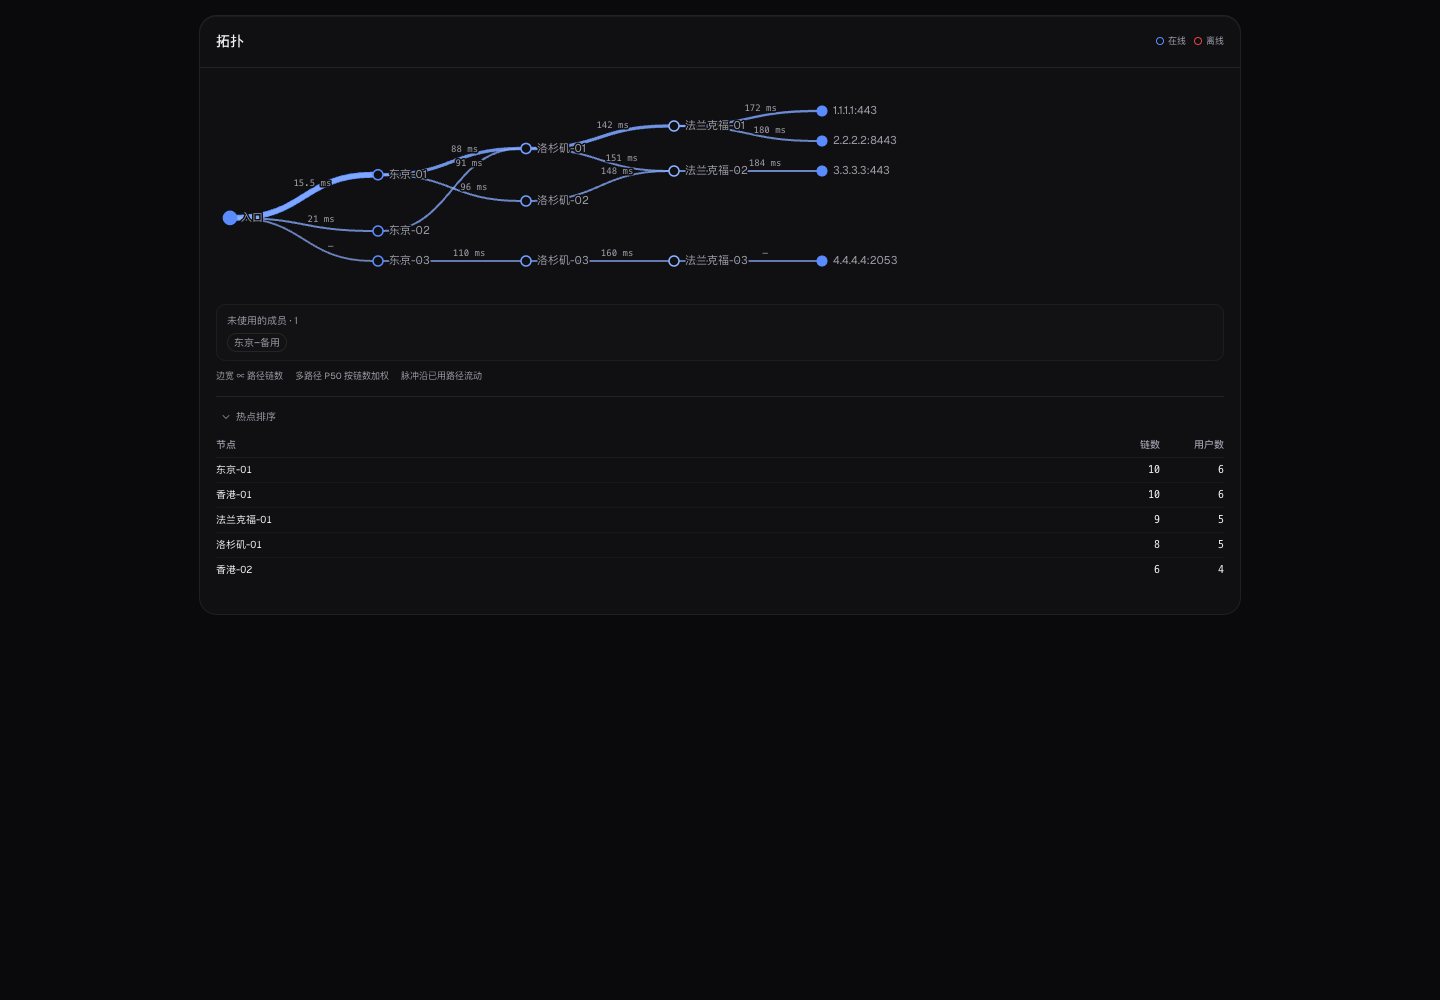 拓扑
在线 离线
172 ms
1.1.1.1:443
142 ms
法兰克福-01
180 ms
2.2.2.2:8443
88 ms
洛杉矶-01
91 ms
151 ms
184 ms
148 ms
法兰克福-02
3.3.3.3:443
15.5 ms
东京-01
96 ms
洛杉矶-02
入口
21 ms
东京-02
–
东京-03
110 ms
洛杉矶-03
160 ms
法兰克福-03
–
4.4.4.4:2053
未使用的成员 · 1
东京-备用
边宽 ∝ 路径链数 多路径 P50 按链数加权 脉冲沿已用路径流动
热点排序
节点 链数 用户数
东京-01 10 6
香港-01 10 6
法兰克福-01 9 5
洛杉矶-01 8 5
香港-02 6 4